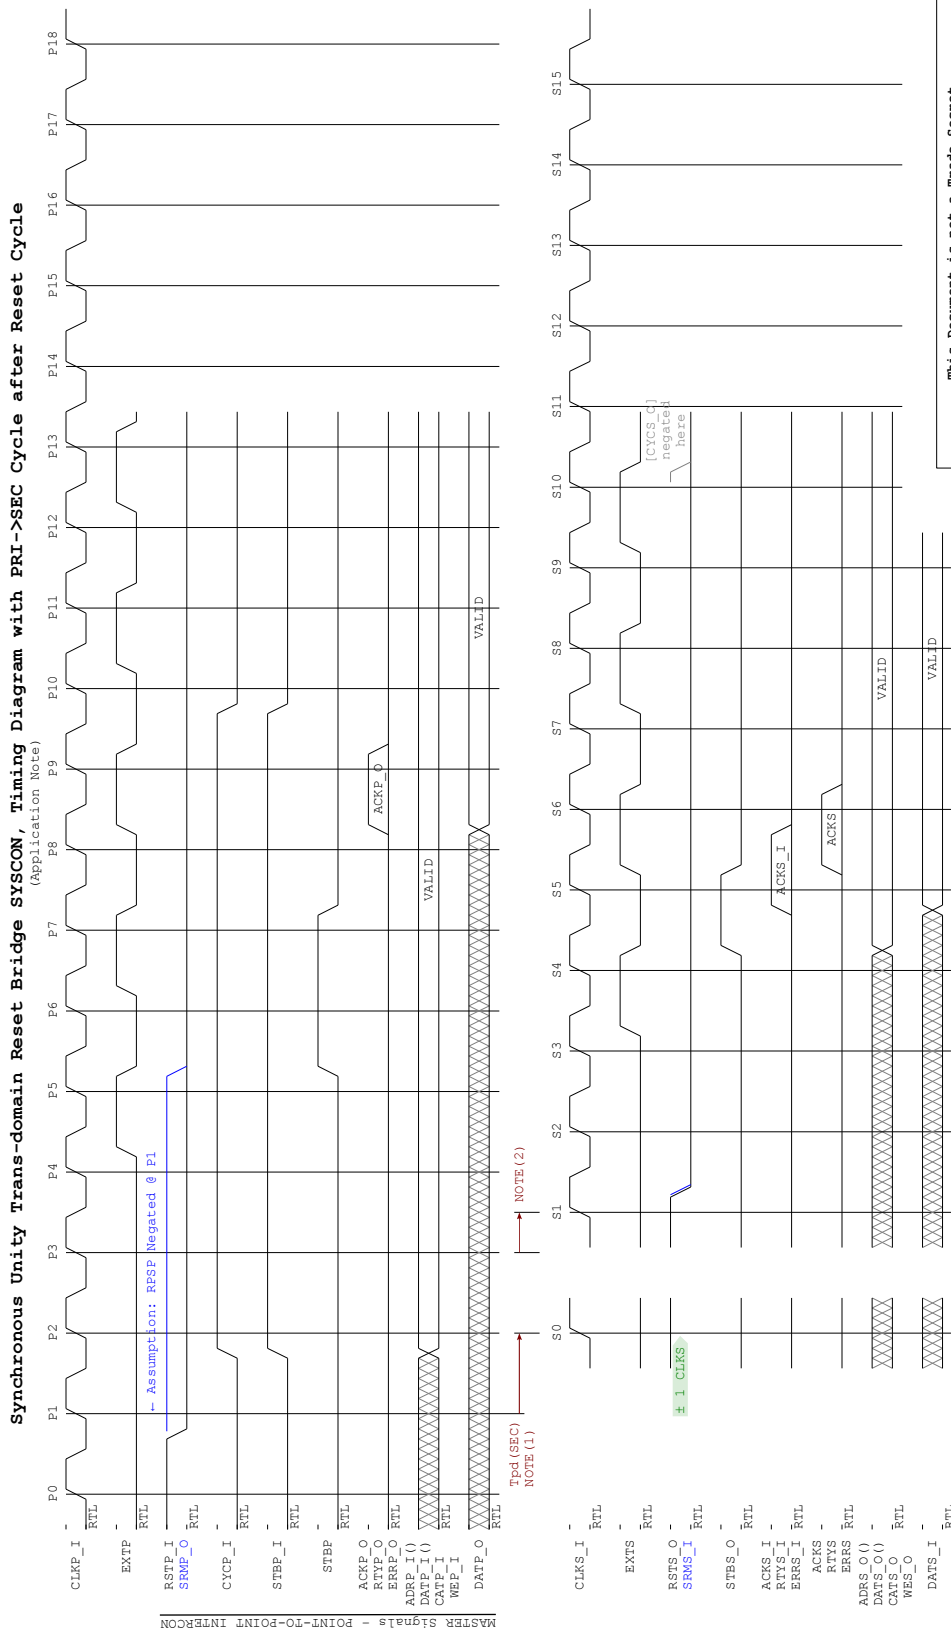 Synchronous Unity Trans-domain Reset Bridge SYSCON, Timing Diagram with PRI->SEC Cycle after Reset Cycle
(Application Note)
P0 P1 P2 P3 P4 P5 P6 P7 P8 P9 P10 P11 P12 P13 P14 P15 P16 P17 P18
CLKP_I
RTL
EXTP
RTL
← Assumption: RPSP Negated @ P1
RSTP_I
SRMP_O
RTL
CYCP_I
RTL
STBP_I
RTL
STBP
RTL
ACKP_O
RTYP_O
ERRP_O
RTL
ACKP_O
ADRP_I()
DATP_I()
CATP_I
WEP_I
RTL
VALID
DATP_O
RTL
VALID
MASTER Signals - POINT-TO-POINT INTERCON
Tpd(SEC)
NOTE(1)
NOTE(2)
S0 S1 S2 S3 S4 S5 S6 S7 S8 S9 S10 S11 S12 S13 S14 S15
CLKS_I
RTL
EXTS
RTL
RSTS_O
SRMS_I
RTL
± 1 CLKS
[CYCS_O]
negated
here
STBS_O
RTL
ACKS_I
RTYS_I
ERRS_I
RTL
ACKS_I
ACKS
RTYS
ERRS
RTL
ACKS
ADRS_O()
DATS_O()
CATS_O
WES_O
RTL
VALID
DATS_I
VALID